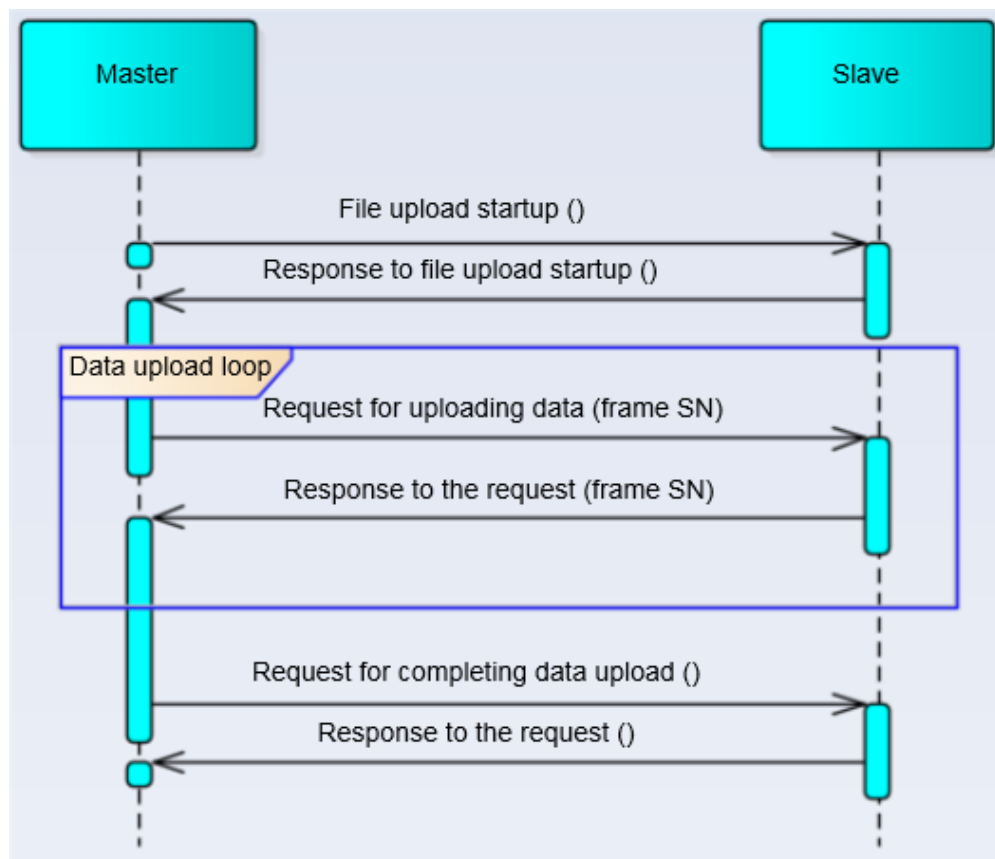 Master
Slave
File upload startup ()
Response to file upload startup ()
Data upload loop
Request for uploading data (frame SN)
Response to the request (frame SN)
Request for completing data upload ()
Response to the request ()